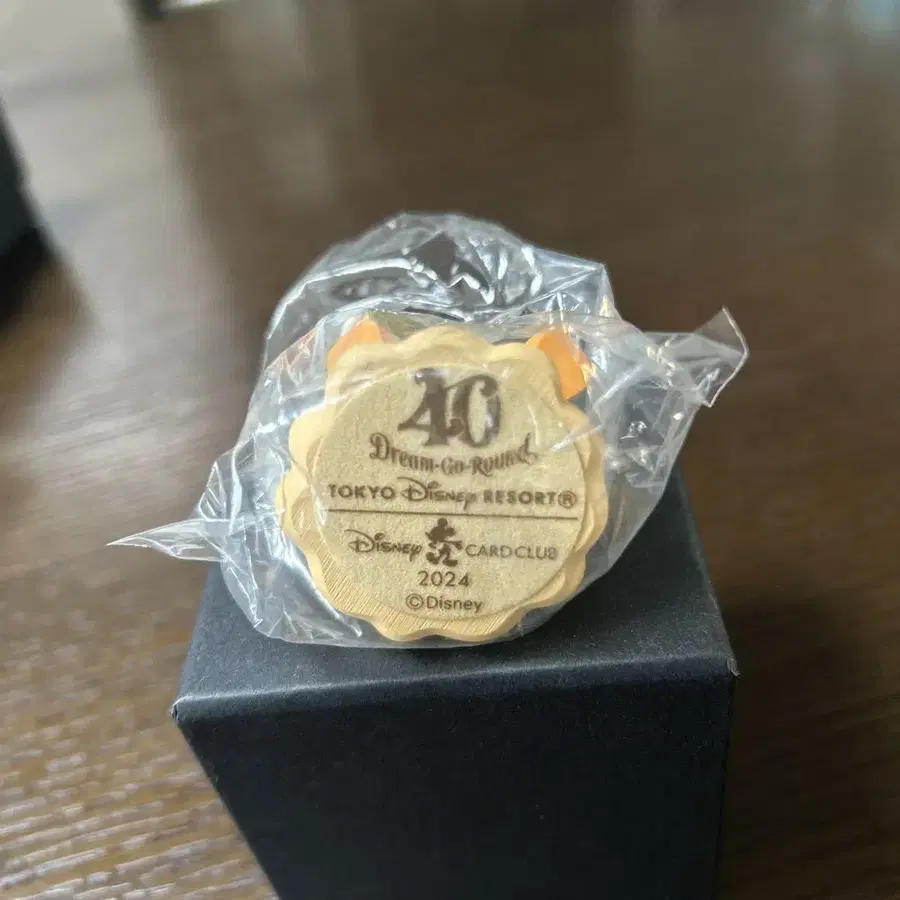 40
Dream-Go-Round
TOKYO Disney RESORT®
Disney CARD CLUB
2024
©Disney